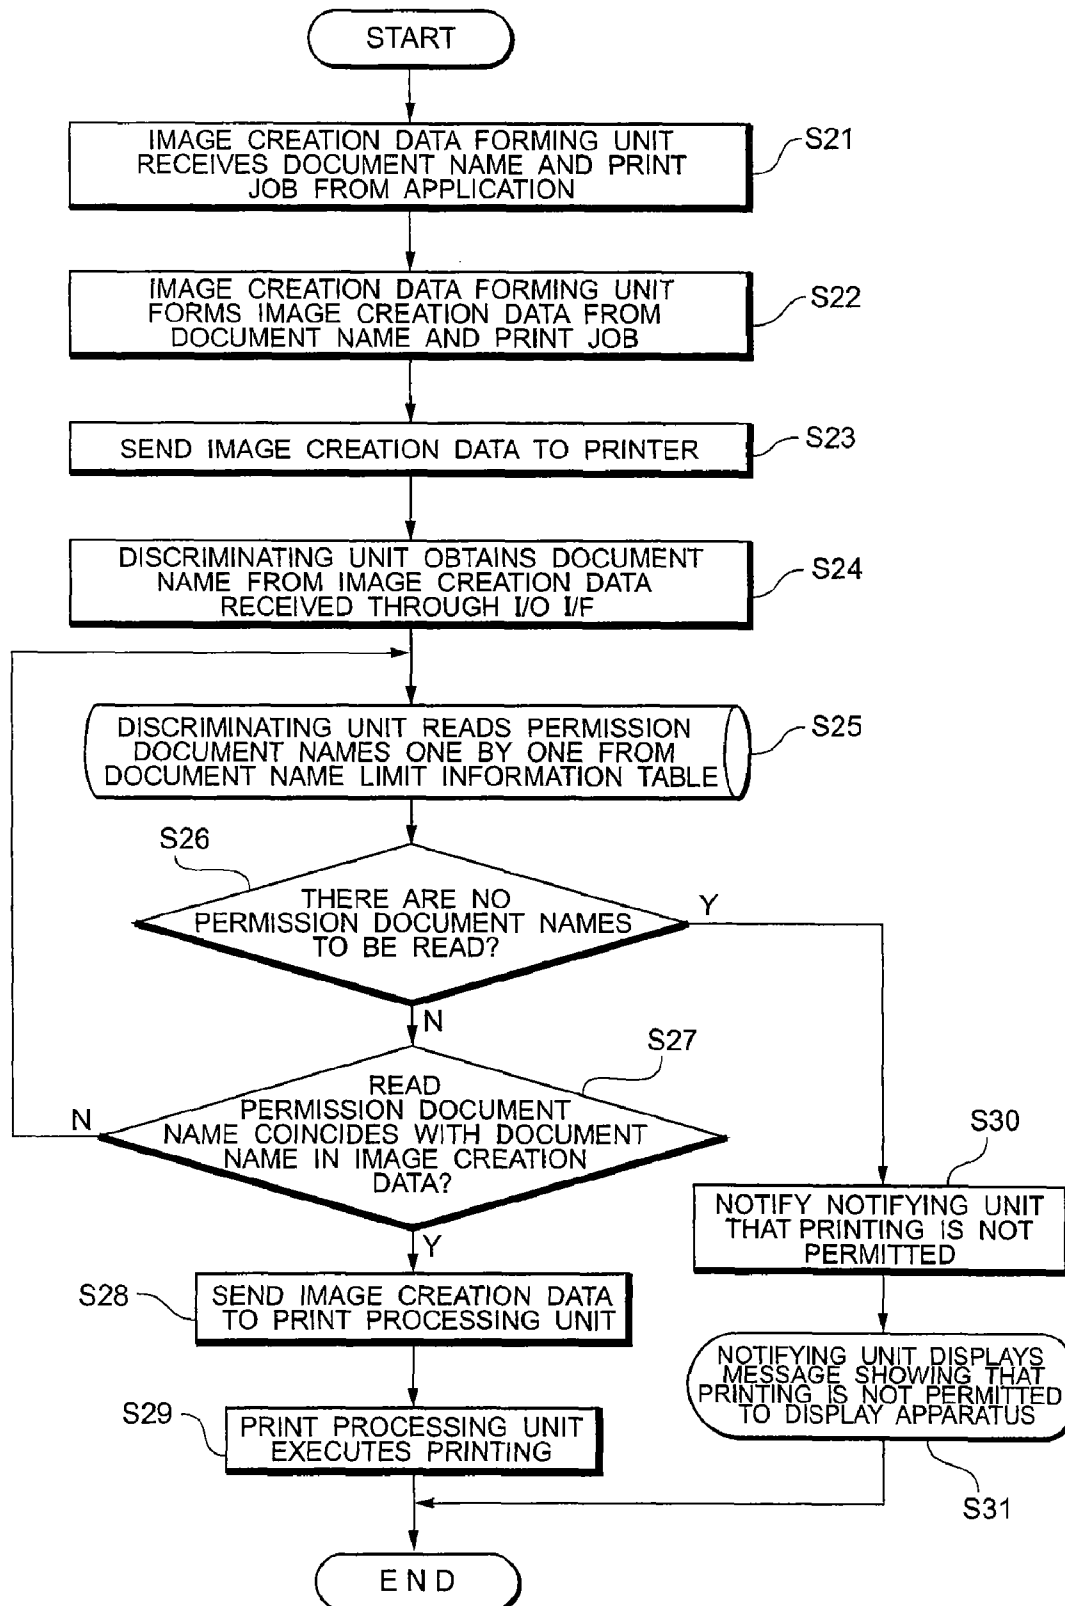 START
IMAGE CREATION DATA FORMING UNIT
RECEIVES DOCUMENT NAME AND PRINT
JOB FROM APPLICATION
S21
IMAGE CREATION DATA FORMING UNIT
FORMS IMAGE CREATION DATA FROM
DOCUMENT NAME AND PRINT JOB
S22
SEND IMAGE CREATION DATA TO PRINTER
S23
DISCRIMINATING UNIT OBTAINS DOCUMENT
NAME FROM IMAGE CREATION DATA
RECEIVED THROUGH I/O I/F
S24
DISCRIMINATING UNIT READS PERMISSION
DOCUMENT NAMES ONE BY ONE FROM
DOCUMENT NAME LIMIT INFORMATION TABLE
S25
S26
THERE ARE NO
PERMISSION DOCUMENT NAMES
TO BE READ?
Y
N
S27
READ
PERMISSION DOCUMENT
NAME COINCIDES WITH DOCUMENT
NAME IN IMAGE CREATION
DATA?
N
Y
S28
SEND IMAGE CREATION DATA
TO PRINT PROCESSING UNIT
S29
PRINT PROCESSING UNIT
EXECUTES PRINTING
S30
NOTIFY NOTIFYING UNIT
THAT PRINTING IS NOT
PERMITTED
NOTIFYING UNIT DISPLAYS
MESSAGE SHOWING THAT
PRINTING IS NOT PERMITTED
TO DISPLAY APPARATUS
S31
END